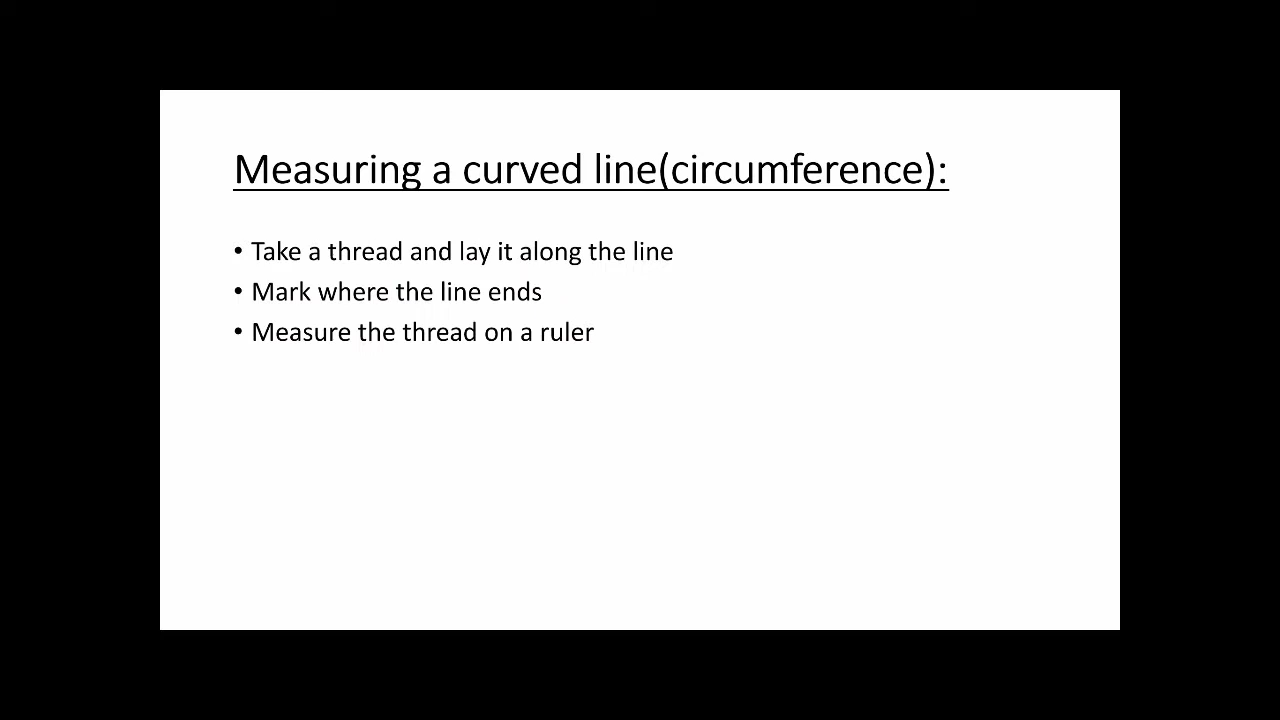 Measuring a curved line(circumference):
• Take a thread and lay it along the line
• Mark where the line ends
• Measure the thread on a ruler